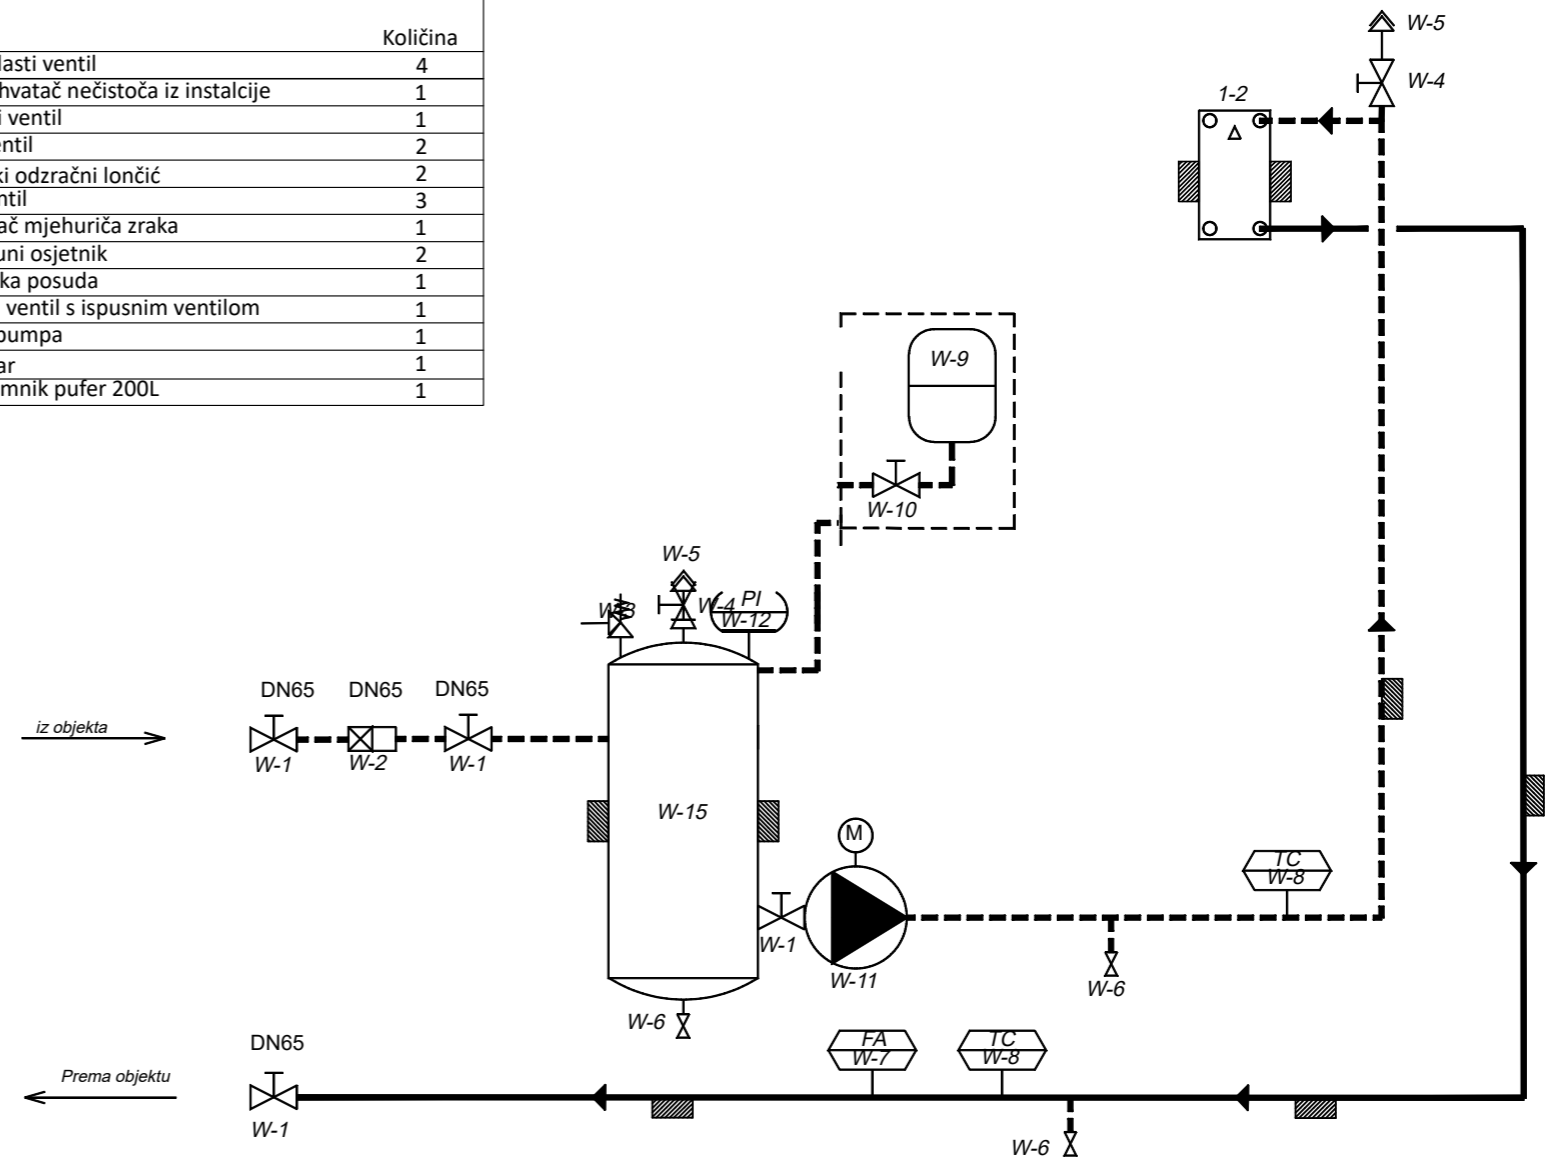 Količina
lasti ventil 4
hvatač nečistoća iz instalcije 1
i ventil 1
entil 2
ki odzračni lončić 2
ntil 3
ač mjehuriča zraka 1
uni osjetnik 2
ka posuda 1
ventil s ispusnim ventilom 1
pumpa 1
ar 1
mnik pufer 200L 1
W-5
W-4
1-2
W-9
W-10
W-5
W-3 W-4 PI
W-12
DN65 DN65 DN65
iz objekta
W-1 W-2 W-1
W-15
M
TC
W-8
W-1
W-11
W-6
W-6
DN65
FA TC
W-7 W-8
Prema objektu
W-1
W-6